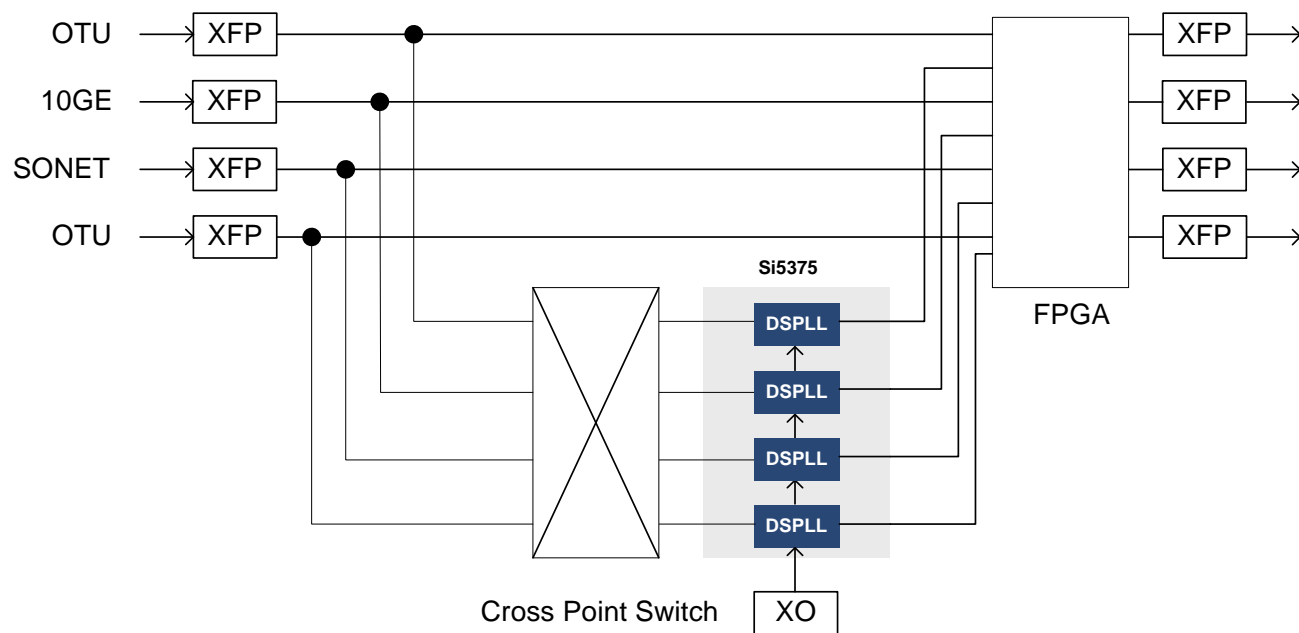 OTU XFP XFP
10GE XFP XFP
SONET XFP XFP
OTU XFP XFP
Si5375
FPGA
DSPLL
DSPLL
DSPLL
DSPLL
Cross Point Switch XO